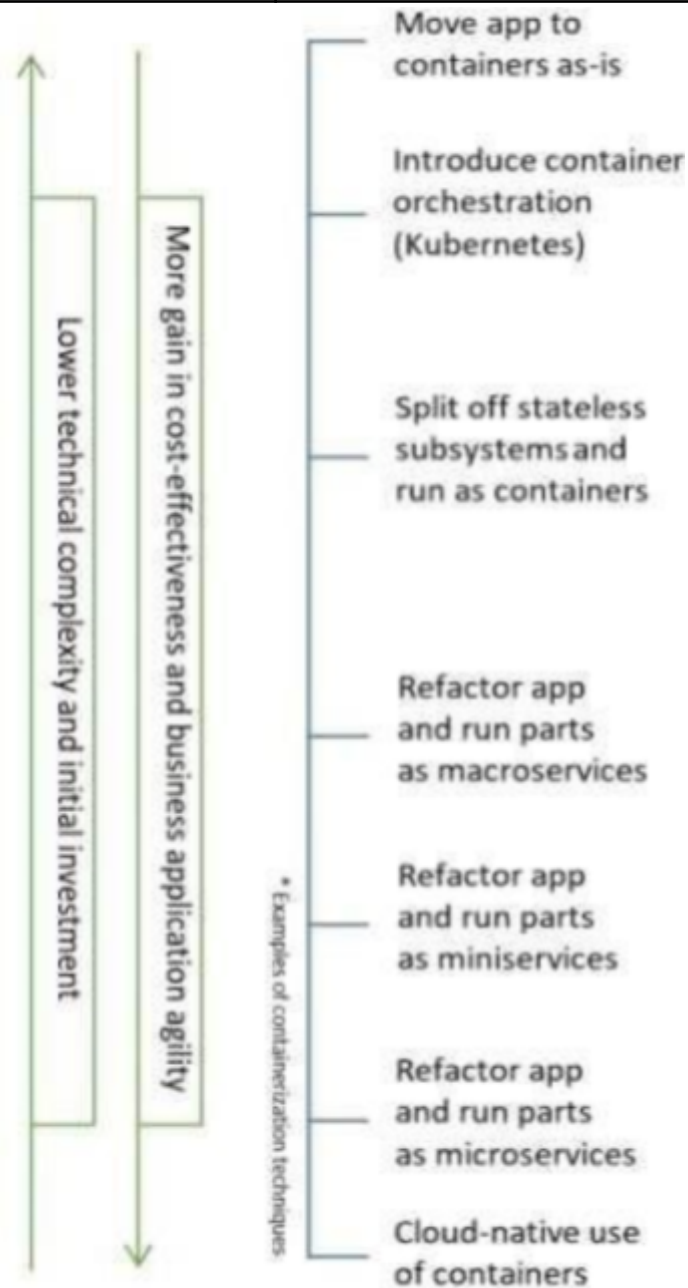 Move app to
containers as-is
Introduce container
orchestration
(Kubernetes)
Split off stateless
subsystems and
run as containers
Refactor app
and run parts
as macroservices
Refactor app
and run parts
as miniservices
Refactor app
and run parts
as microservices
Cloud-native use
of containers
More gain in cost-effectiveness and business application agility
Lower technical complexity and initial investment
* Examples of containerization techniques